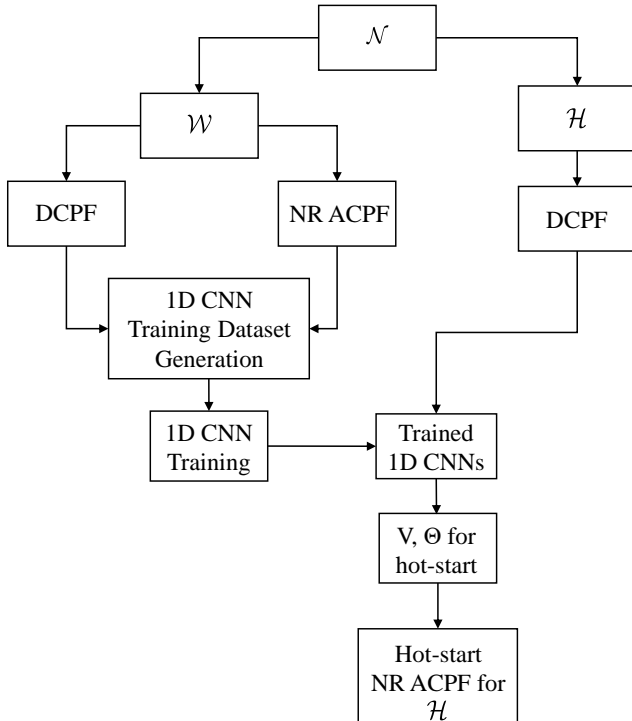 𝒩
𝒲
ℋ
DCPF
NR ACPF
DCPF
1D CNN
Training Dataset
Generation
1D CNN
Training
Trained
1D CNNs
V, Θ for
hot-start
Hot-start
NR ACPF for
ℋ